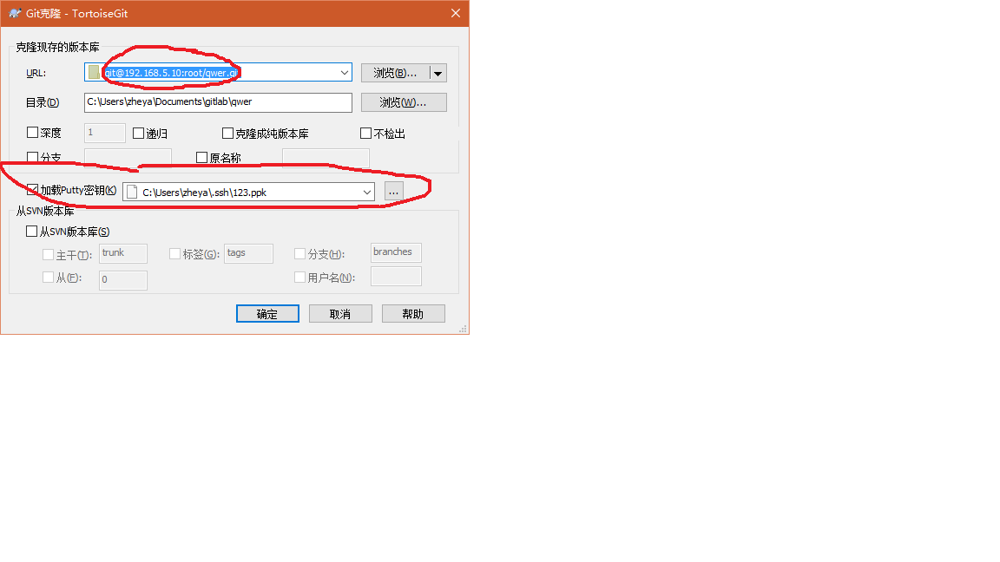 Git克隆 - TortoiseGit
克隆现存的版本库
URL: git@192.168.5.10:root/qwer.gi 浏览(B)...
目录(D) C:\Users\zheya\Documents\gitlab\qwer 浏览(W)...
深度 1 递归 克隆成纯版本库 不检出
分支 原名称
加载Putty密钥(K) C:\Users\zheya\.ssh\123.ppk ...
从SVN版本库
从SVN版本库(S)
主干(T): trunk 标签(G): tags 分支(H): branches
从(F): 0 用户名(N):
确定 取消 帮助